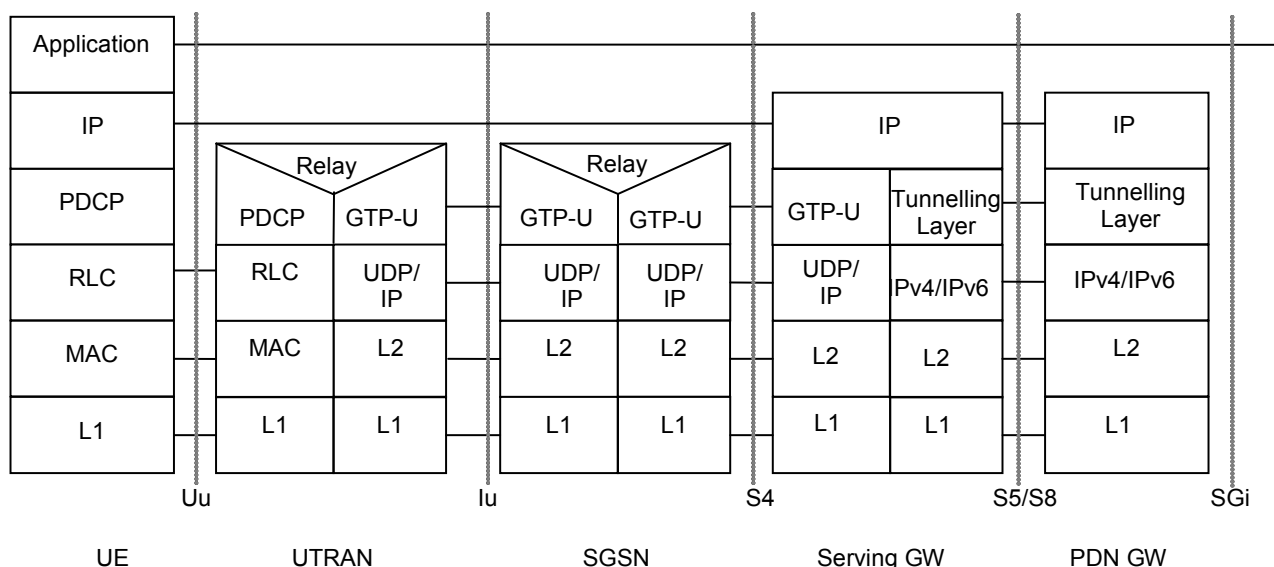 Application
IP
IP
IP
Relay
Relay
PDCP
PDCP
GTP-U
GTP-U
GTP-U
GTP-U
Tunnelling
Layer
Tunnelling
Layer
RLC
RLC
UDP/
IP
UDP/
IP
UDP/
IP
UDP/
IP
IPv4/IPv6
IPv4/IPv6
MAC
MAC
L2
L2
L2
L2
L2
L2
L1
L1
L1
L1
L1
L1
L1
L1
Uu
Iu
S4
S5/S8
SGi
UE
UTRAN
SGSN
Serving GW
PDN GW